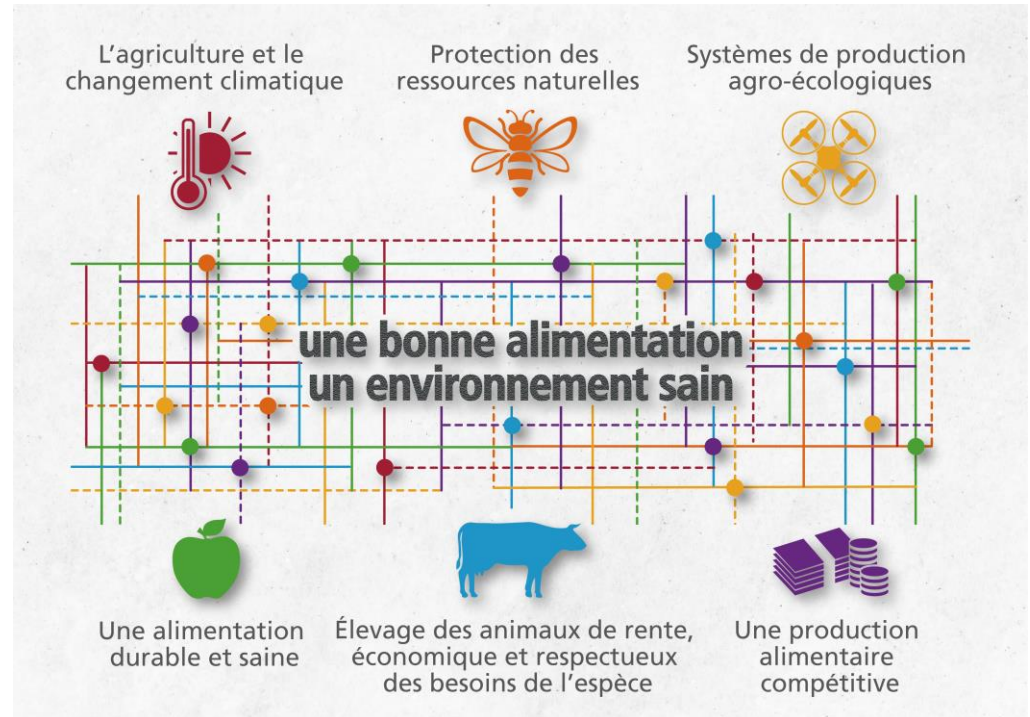 L'agriculture et le
changement climatique
Protection des
ressources naturelles
Systèmes de production
agro-écologiques
une bonne alimentation
un environnement sain
Une alimentation
durable et saine
Élevage des animaux de rente,
économique et respectueux
des besoins de l'espèce
Une production
alimentaire
compétitive